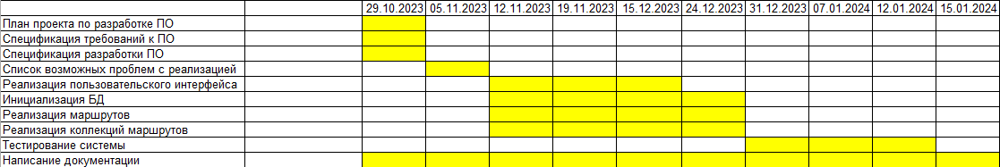 29.10.2023 05.11.2023 12.11.2023 19.11.2023 15.12.2023 24.12.2023 31.12.2023 07.01.2024 12.01.2024 15.01.2024
План проекта по разработке ПО
Спецификация требований к ПО
Спецификация разработки ПО
Список возможных проблем с реализацией
Реализация пользовательского интерфейса
Инициализация БД
Реализация маршрутов
Реализация коллекций маршрутов
Тестирование системы
Написание документации